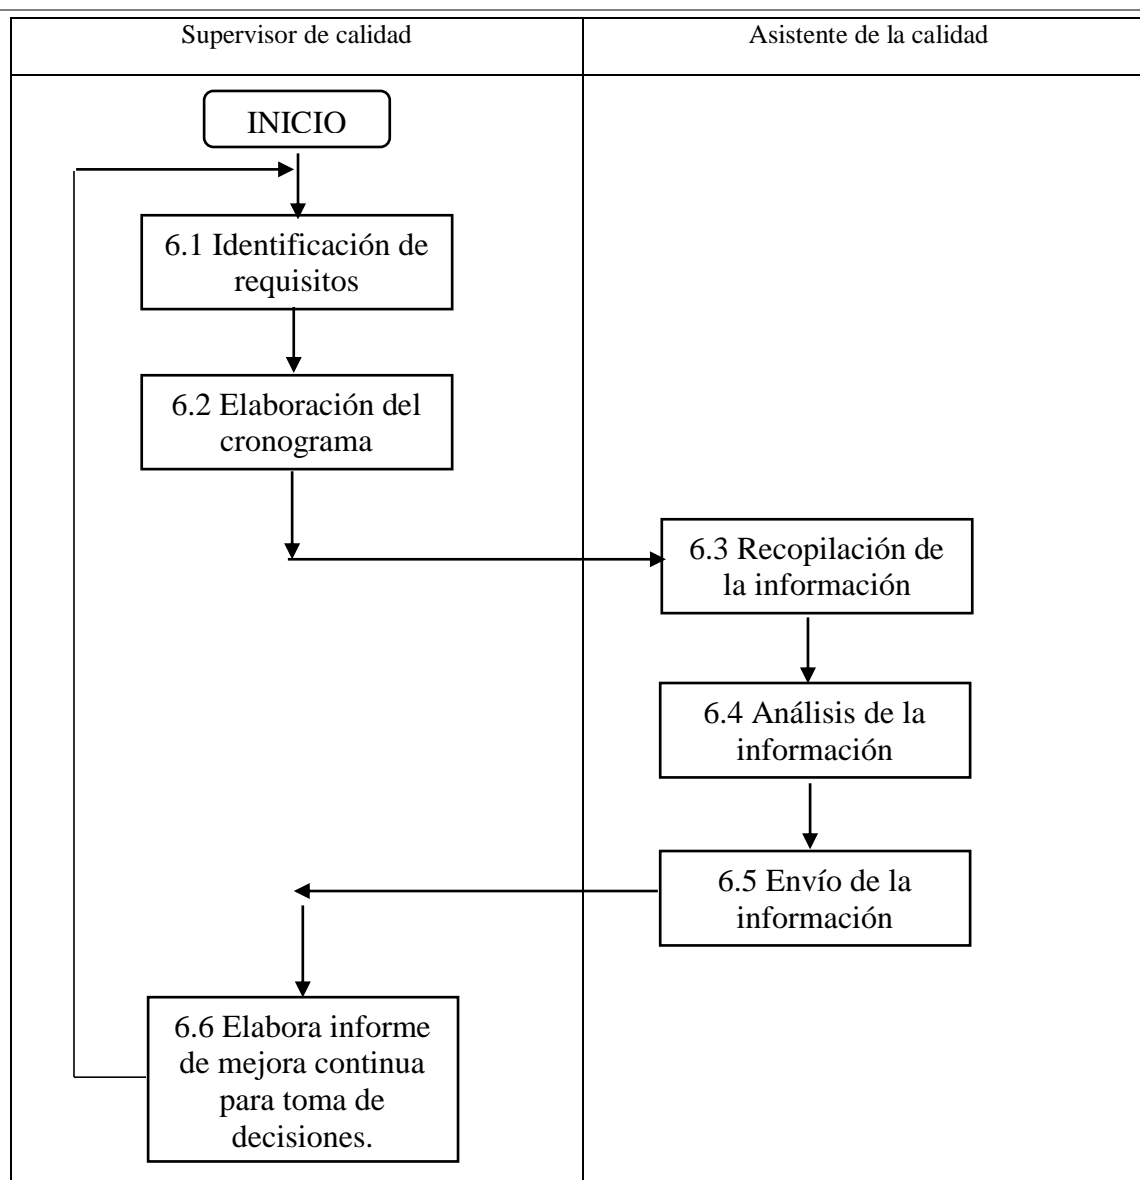 Supervisor de calidad
Asistente de la calidad
INICIO
6.1 Identificación de
requisitos
6.2 Elaboración del
cronograma
6.3 Recopilación de
la información
6.4 Análisis de la
información
6.5 Envío de la
información
6.6 Elabora informe
de mejora continua
para toma de
decisiones.